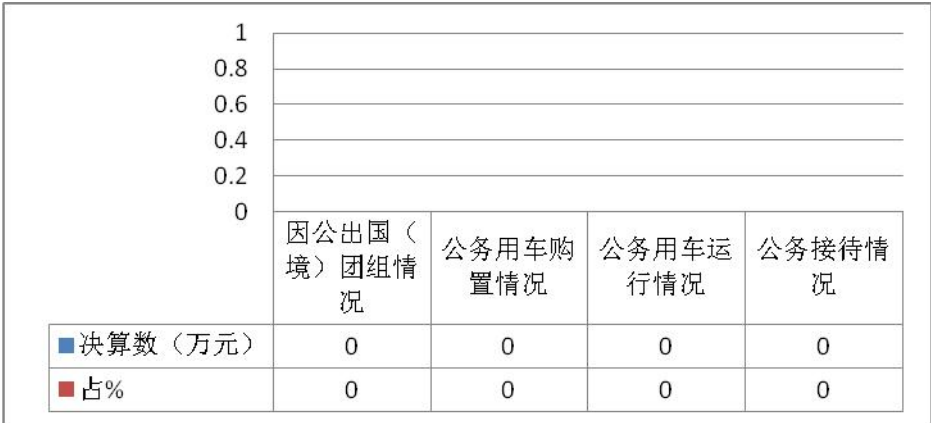 1
0.8
0.6
0.4
0.2
0
因公出国（
境）团组情
况
公务用车购
置情况
公务用车运
行情况
公务接待情
况
决算数（万元） 0 0 0 0
占% 0 0 0 0